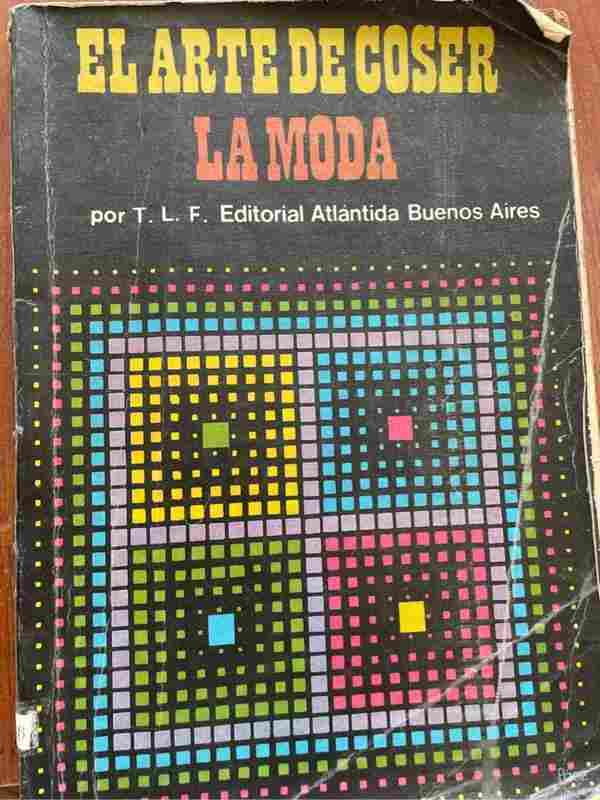 EL ARTE DE COSER
LA MODA
por T. L. F. Editorial Atlántida Buenos Aires